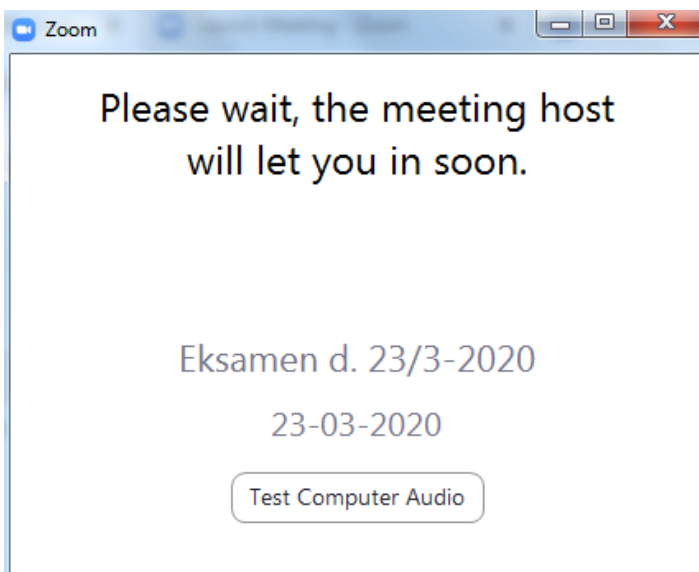 Zoom
Please wait, the meeting host
will let you in soon.
Eksamen d. 23/3-2020
23-03-2020
Test Computer Audio